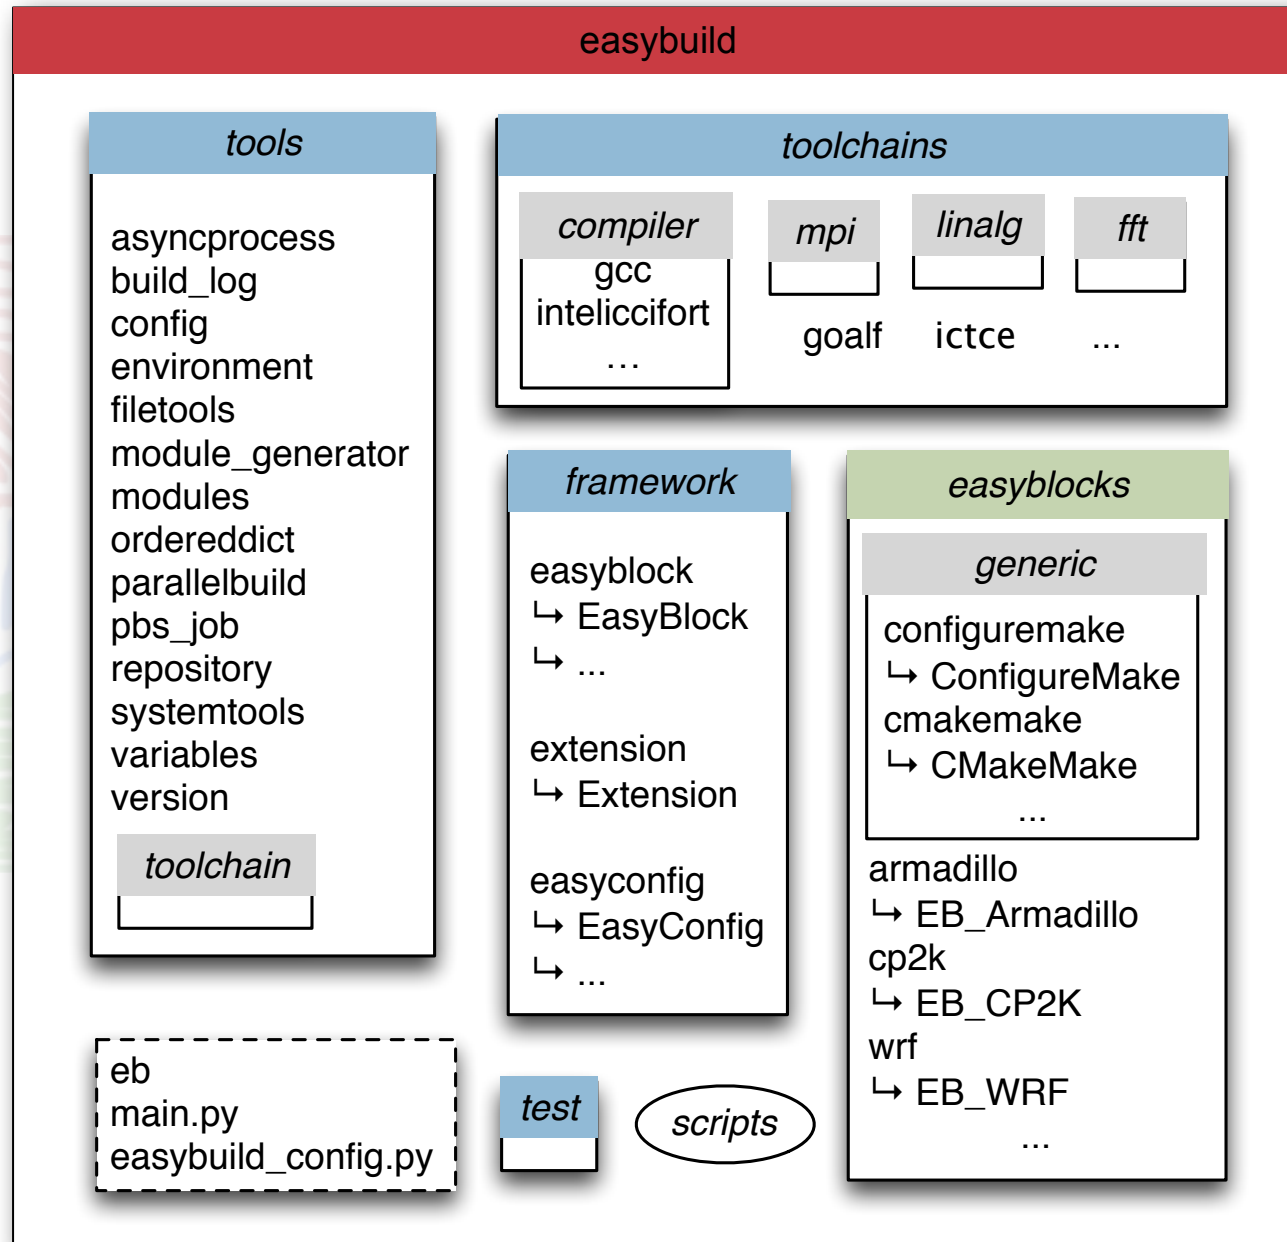 easybuild
tools
asyncprocess
build_log
config
environment
filetools
module_generator
modules
ordereddict
parallelbuild
pbs_job
repository
systemtools
variables
version
toolchain
toolchains
compiler
gcc
inteliccifort
...
mpi
linalg
fft
goalf ictce ...
framework
easyblock
↳ EasyBlock
↳ ...
extension
↳ Extension
easyconfig
↳ EasyConfig
↳ ...
easyblocks
generic
configuremake
↳ ConfigureMake
cmakemake
↳ CMakeMake
...
armadillo
↳ EB_Armadillo
cp2k
↳ EB_CP2K
wrf
↳ EB_WRF
...
eb
main.py
easybuild_config.py
test
scripts